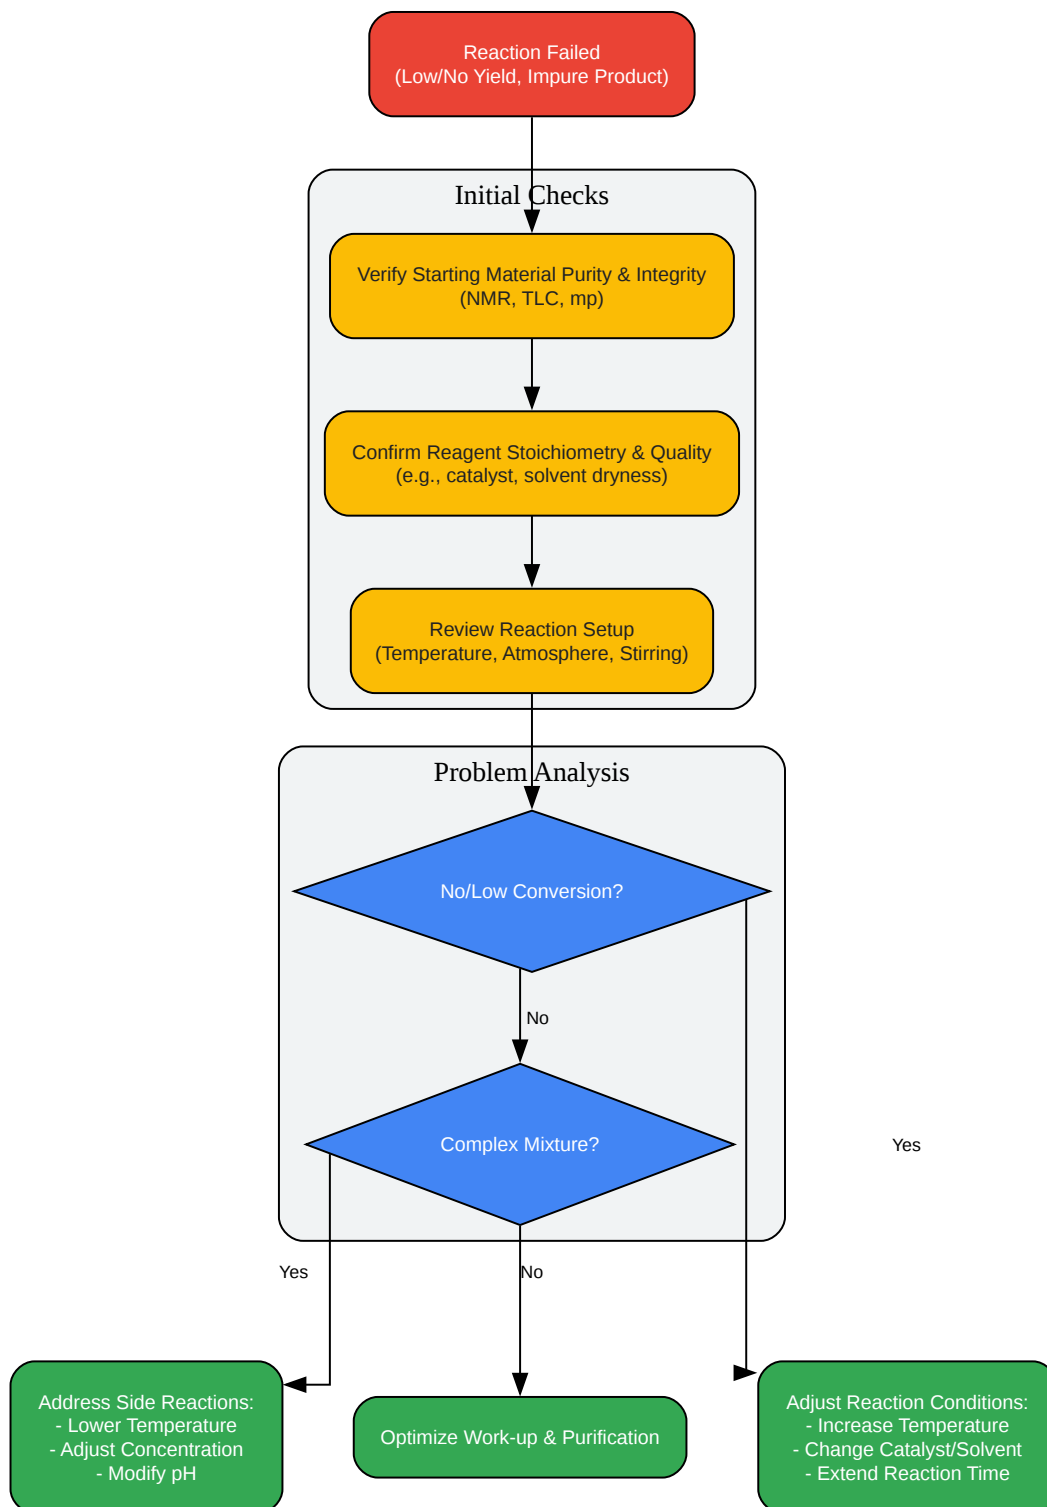 Reaction Failed
(Low/No Yield, Impure Product)
Initial Checks
Verify Starting Material Purity & Integrity
(NMR, TLC, mp)
Confirm Reagent Stoichiometry & Quality
(e.g., catalyst, solvent dryness)
Review Reaction Setup
(Temperature, Atmosphere, Stirring)
Problem Analysis
No/Low Conversion?
No
Complex Mixture?
Yes
Yes
No
Address Side Reactions:
- Lower Temperature
- Adjust Concentration
- Modify pH
Optimize Work-up & Purification
Adjust Reaction Conditions:
- Increase Temperature
- Change Catalyst/Solvent
- Extend Reaction Time